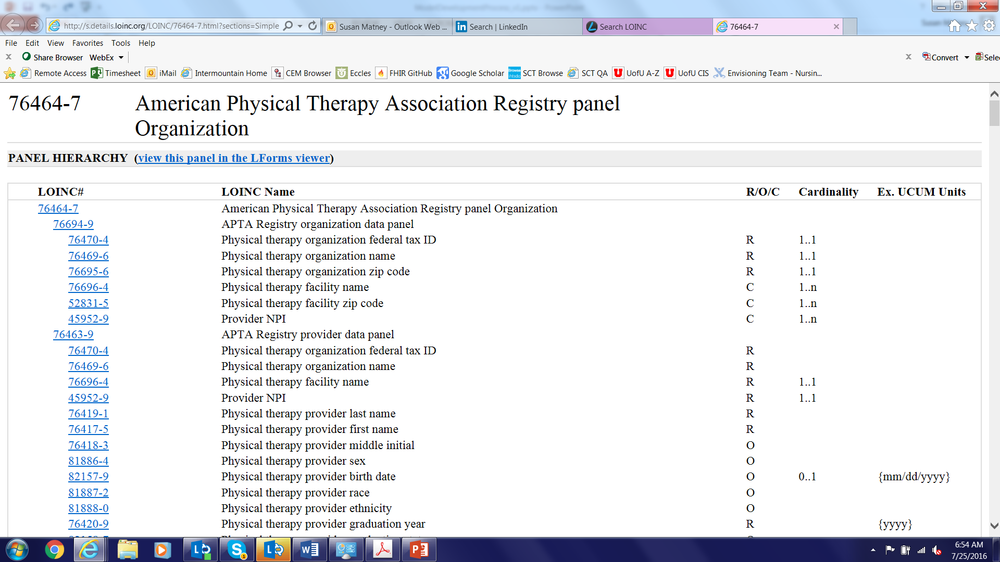 http://s.details.loinc.org/LOINC/76464-7.html?sections=Simple
Susan Matney - Outlook Web ...
Search | LinkedIn
Search LOINC
76464-7
File Edit View Favorites Tools Help
Share Browser WebEx
Convert
Sele
Remote Access Timesheet iMail Intermountain Home CEM Browser Eccles FHIR GitHub Google Scholar SCT Browse SCT QA UofU A-Z UofU CIS Envisioning Team - Nursin...
76464-7 American Physical Therapy Association Registry panel
Organization
PANEL HIERARCHY (view this panel in the LForms viewer)
LOINC# LOINC Name R/O/C Cardinality Ex. UCUM Units
76464-7 American Physical Therapy Association Registry panel Organization
76694-9 APTA Registry organization data panel
76470-4 Physical therapy organization federal tax ID R 1..1
76469-6 Physical therapy organization name R 1..1
76695-6 Physical therapy organization zip code R 1..1
76696-4 Physical therapy facility name C 1..n
52831-5 Physical therapy facility zip code C 1..n
45952-9 Provider NPI C 1..n
76463-9 APTA Registry provider data panel
76470-4 Physical therapy organization federal tax ID R
76469-6 Physical therapy organization name R
76696-4 Physical therapy facility name R 1..1
45952-9 Provider NPI R 1..1
76419-1 Physical therapy provider last name R
76417-5 Physical therapy provider first name R
76418-3 Physical therapy provider middle initial O
81886-4 Physical therapy provider sex O
82157-9 Physical therapy provider birth date O 0..1 {mm/dd/yyyy}
81887-2 Physical therapy provider race O
81888-0 Physical therapy provider ethnicity O
76420-9 Physical therapy provider graduation year R {yyyy}
6:54 AM
7/25/2016